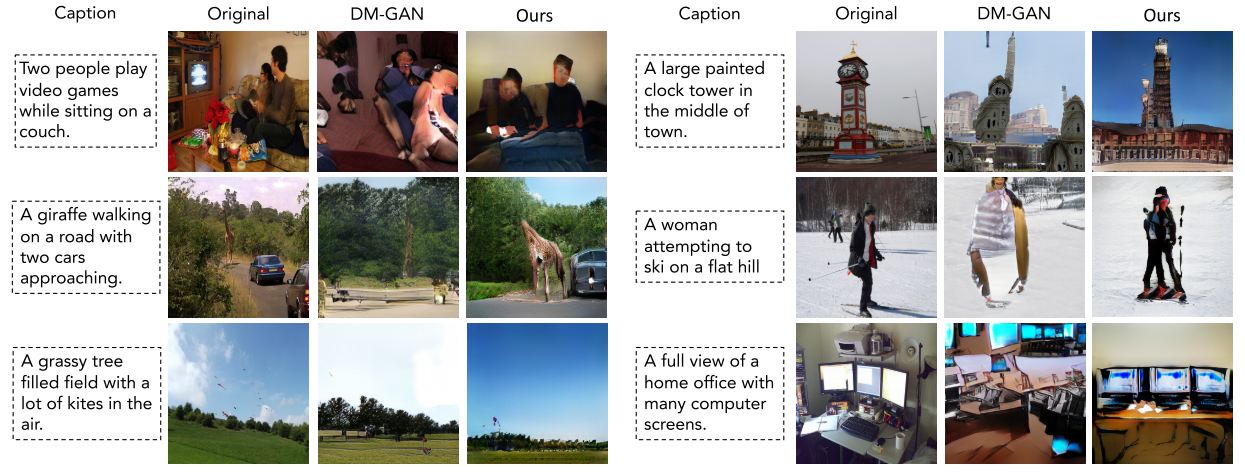 Caption Original DM-GAN Ours Caption Original DM-GAN Ours
Two people play
video games
while sitting on a
couch.
A large painted
clock tower in
the middle of
town.
A giraffe walking
on a road with
two cars
approaching.
A woman
attempting to
ski on a flat hill
A grassy tree
filled field with a
lot of kites in the
air.
A full view of a
home office with
many computer
screens.